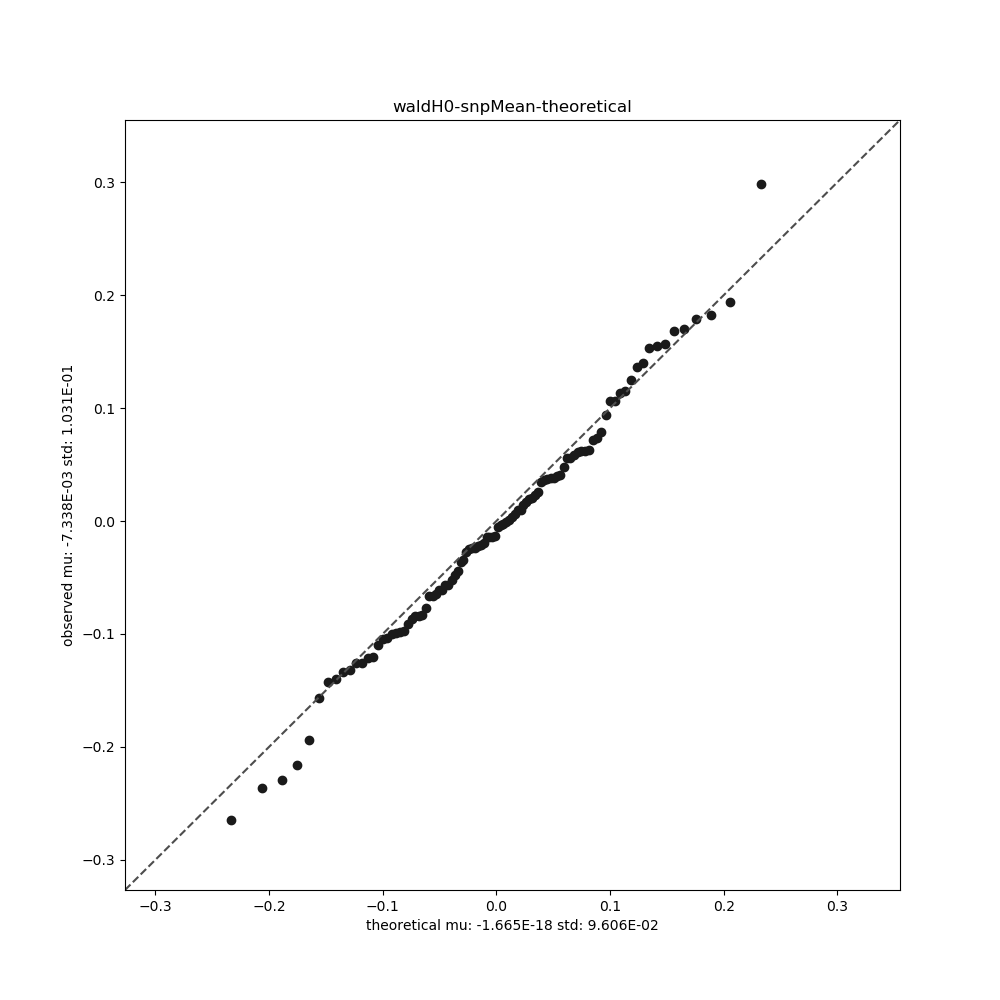 waldH0-snpMean-theoretical
0.3
0.2
0.1
0.0
−0.1
−0.2
−0.3
observed mu: -7.338E-03 std: 1.031E-01
−0.3 −0.2 −0.1 0.0 0.1 0.2 0.3
theoretical mu: -1.665E-18 std: 9.606E-02